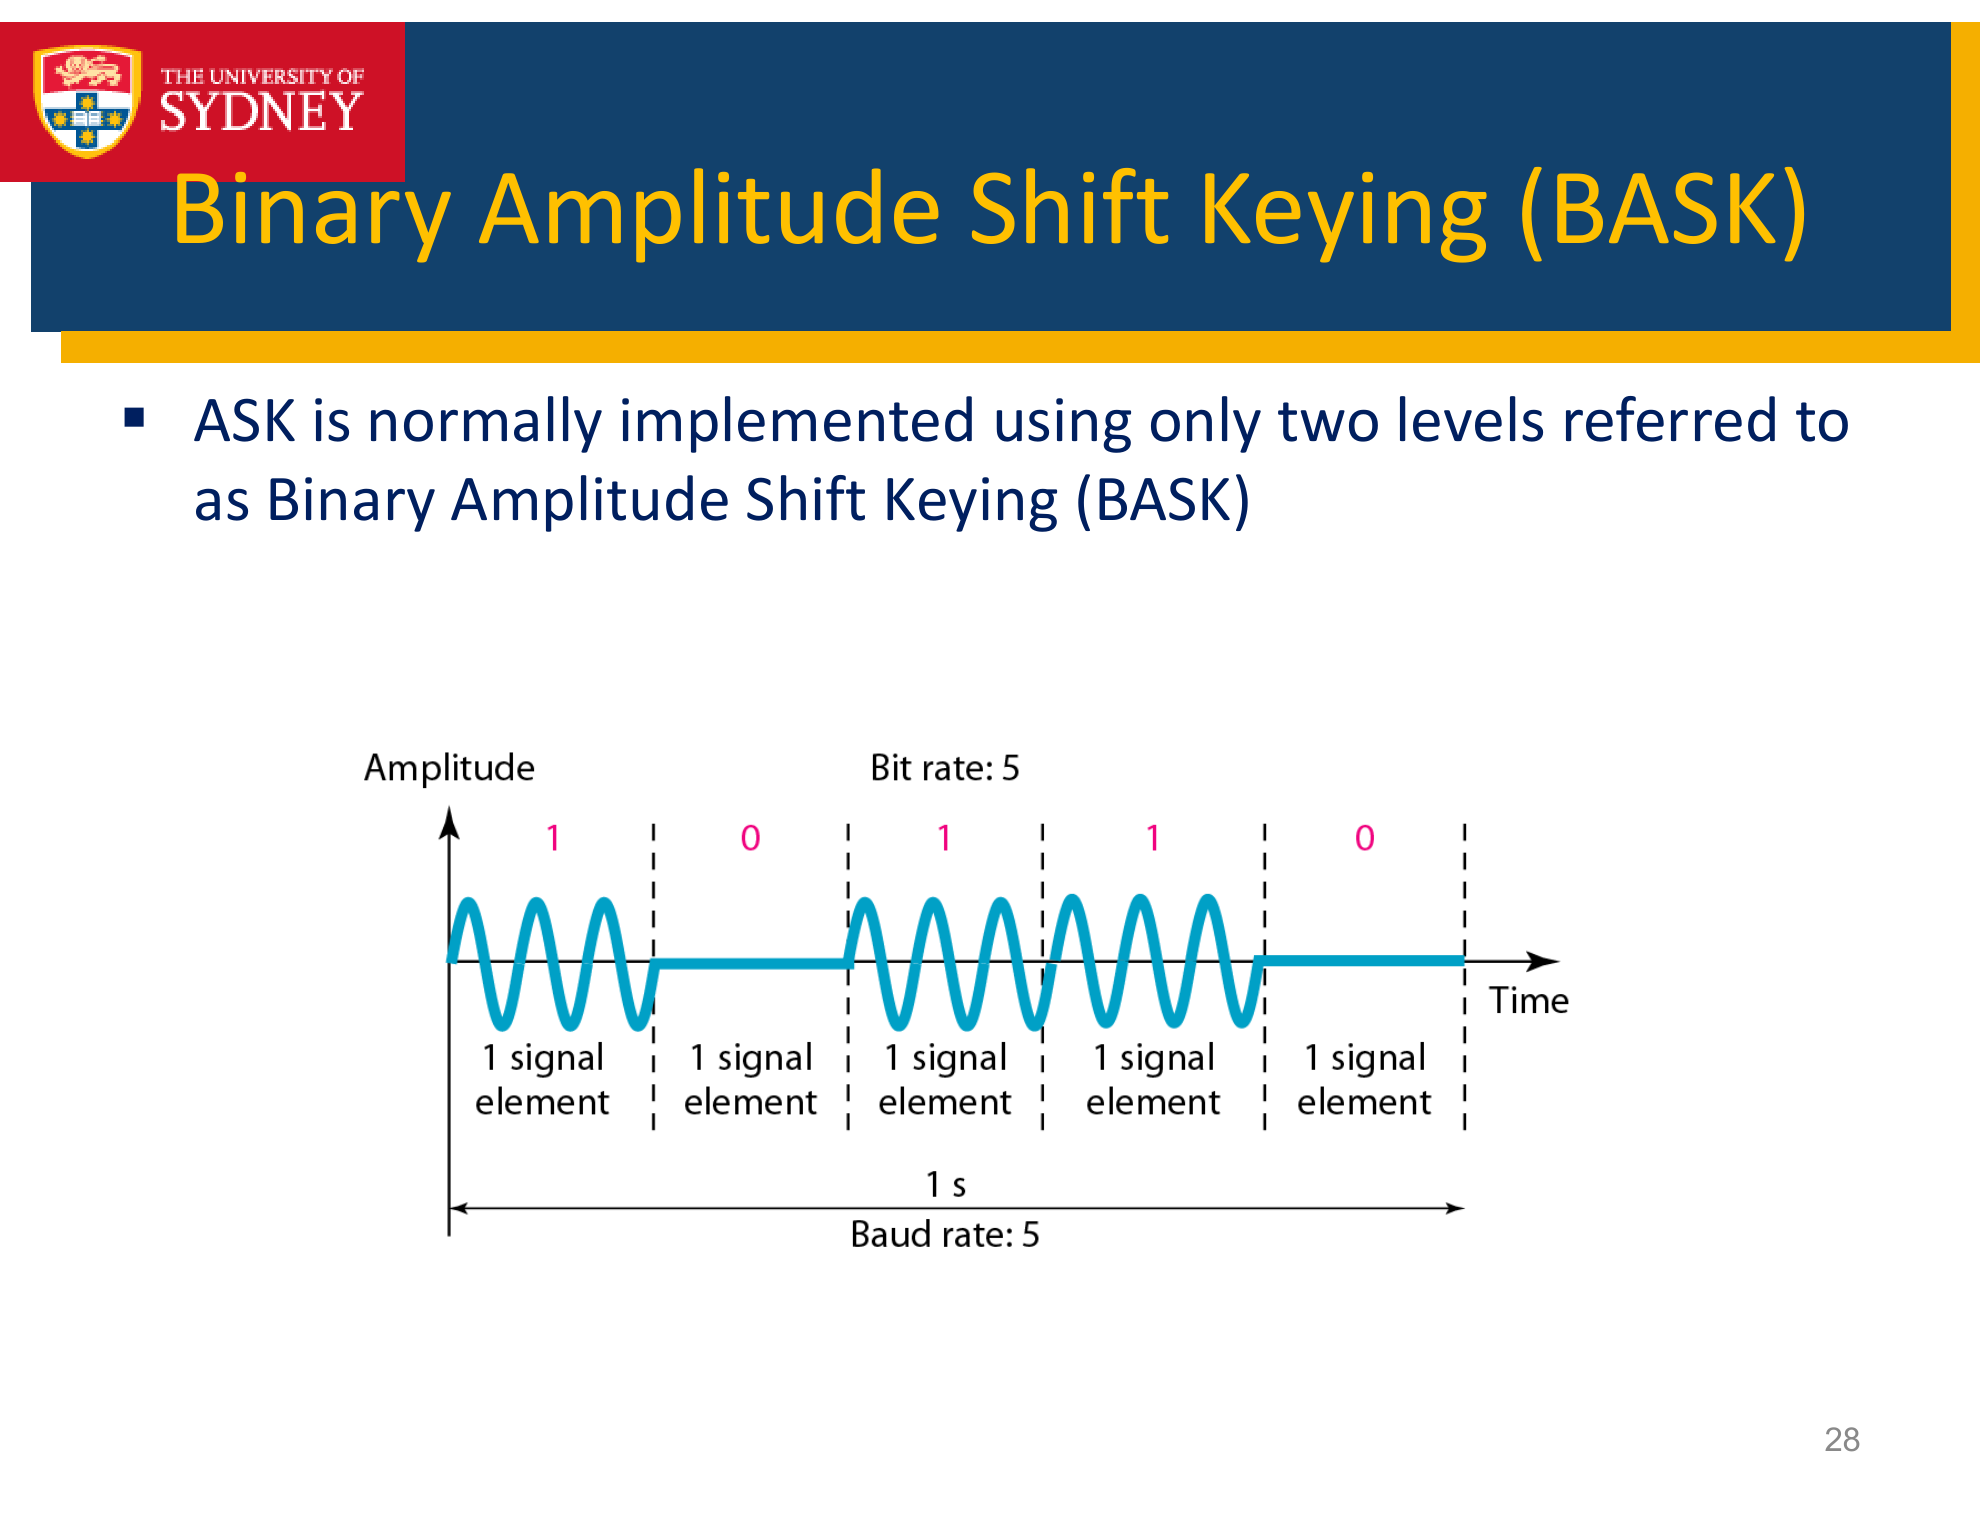 THE UNIVERSITY OF
SYDNEY
Binary Amplitude Shift Keying (BASK)
▪ ASK is normally implemented using only two levels referred to
as Binary Amplitude Shift Keying (BASK)
Amplitude
Bit rate: 5
1 0 1 1 0
Time
1 signal 1 signal 1 signal 1 signal 1 signal
element element element element element
1 s
Baud rate: 5
28